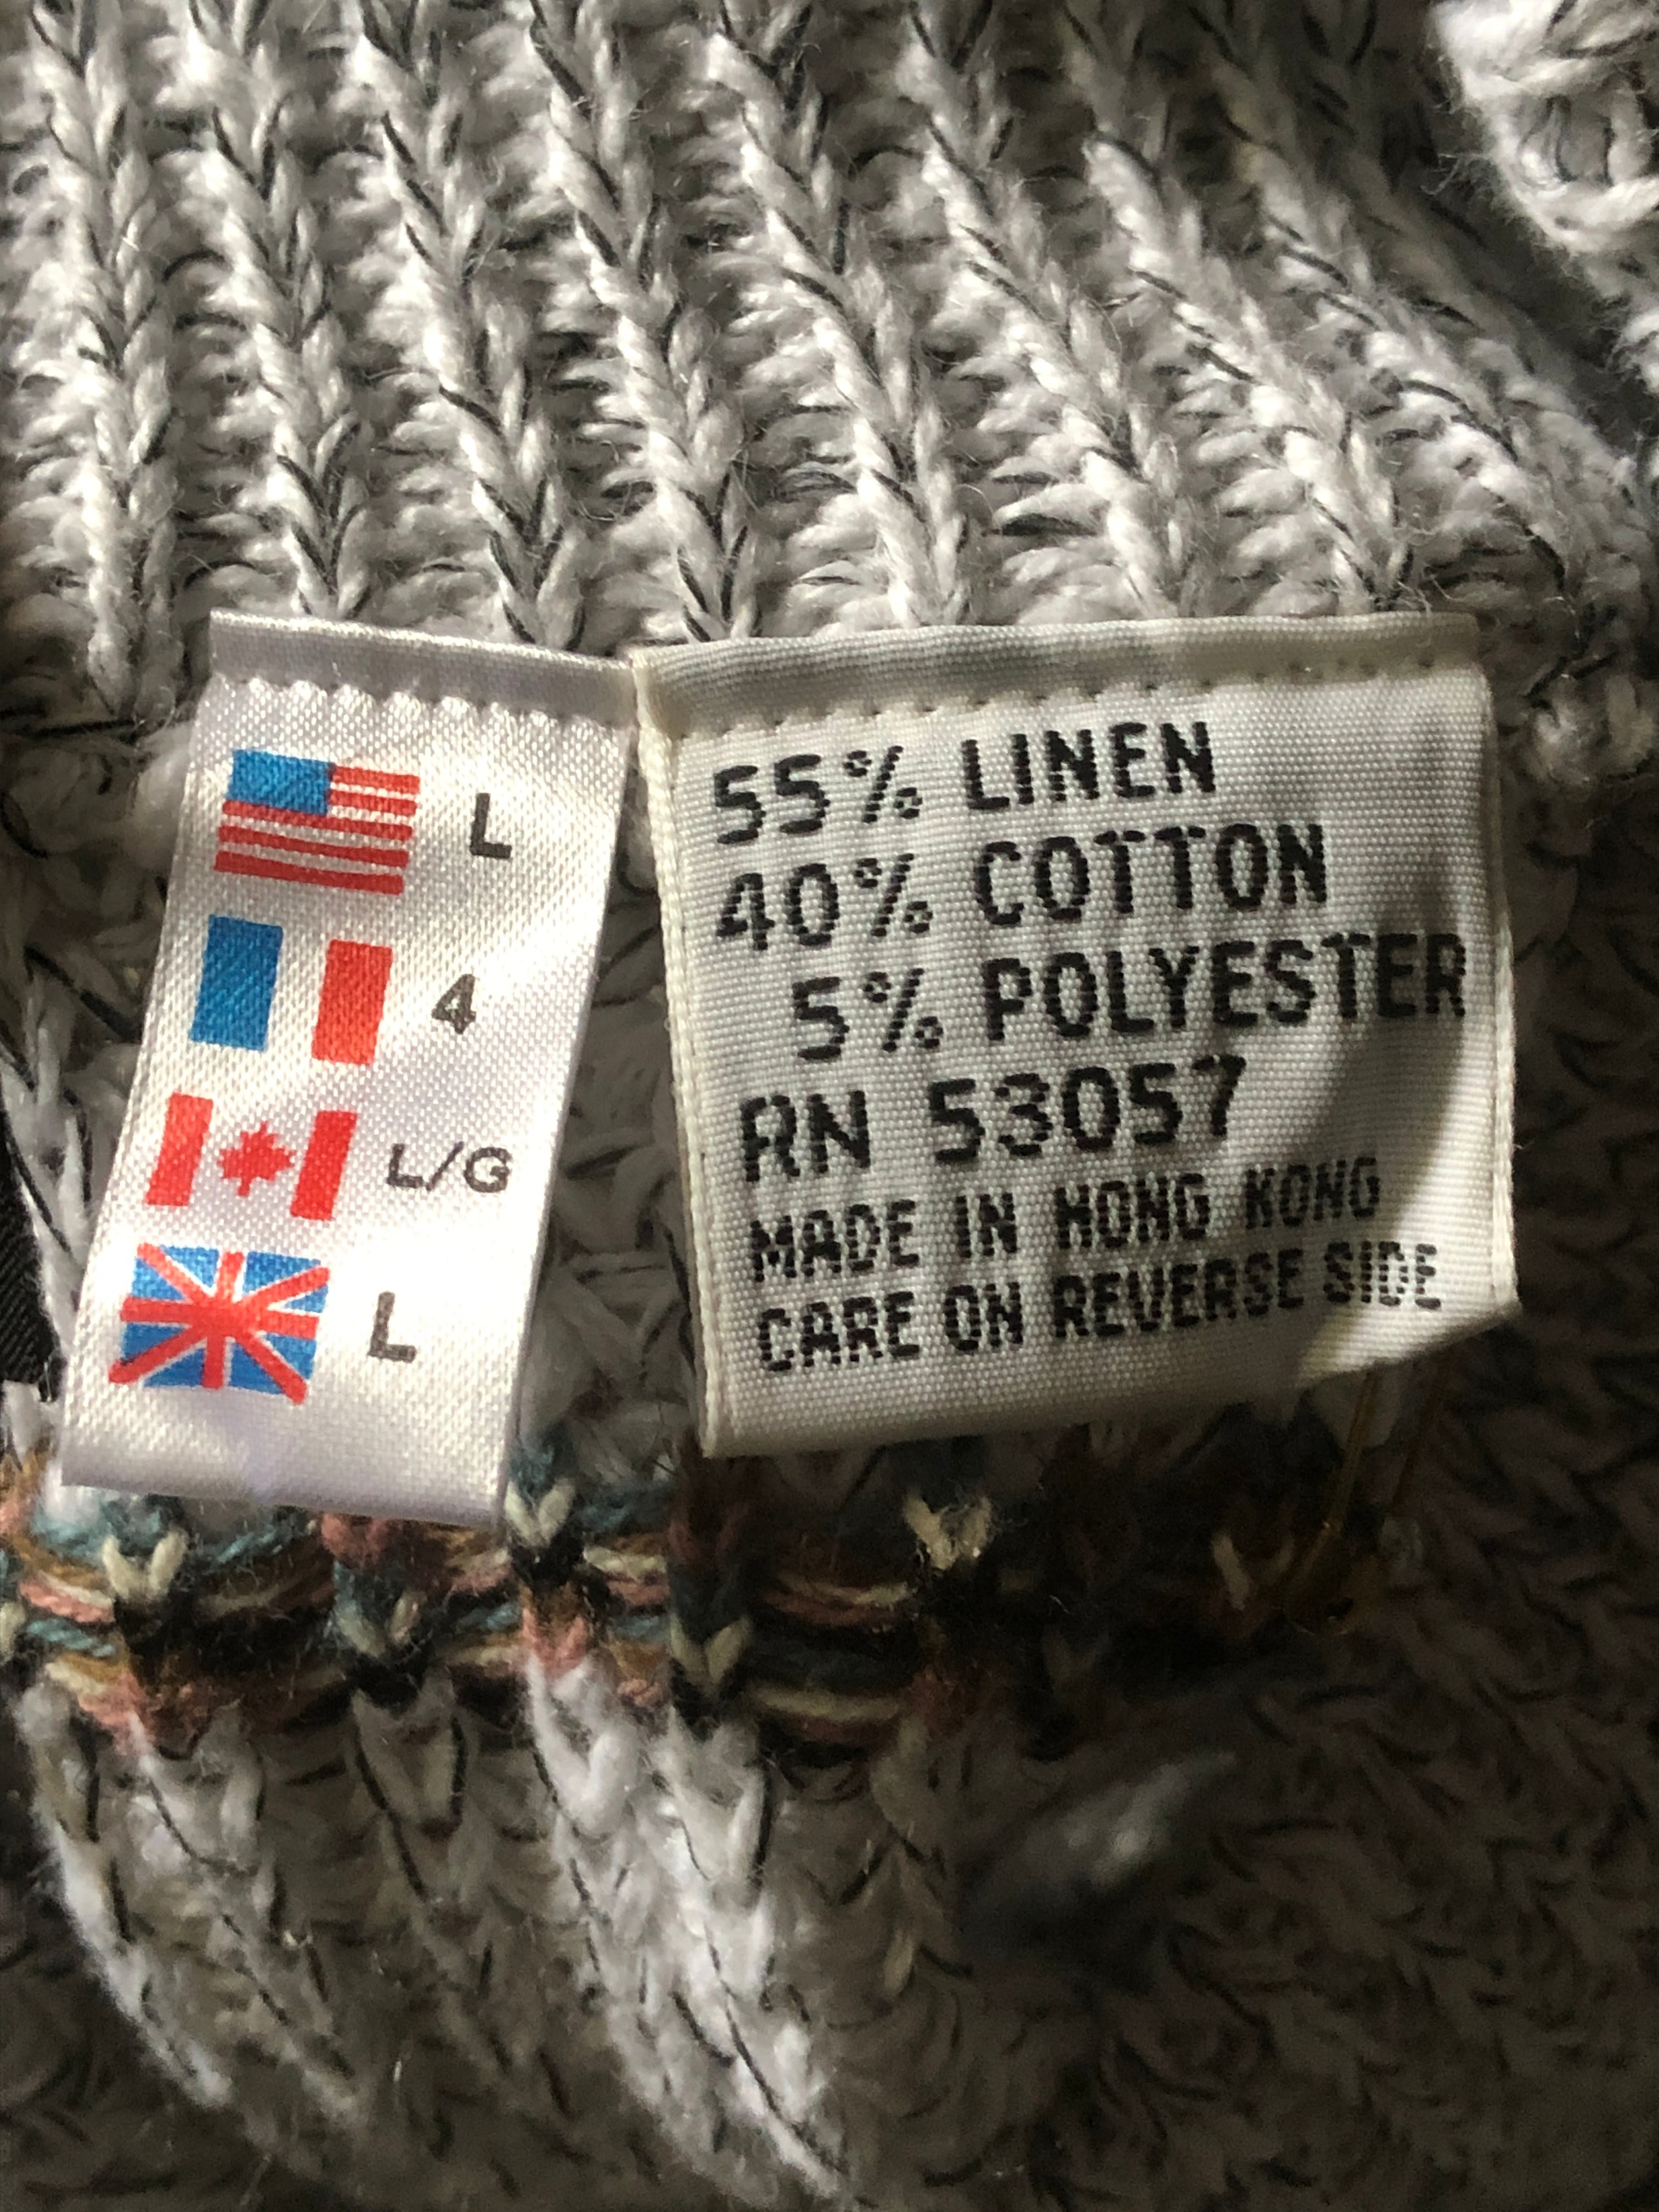 L
4
L/G
L
55% LINEN
40% COTTON
5% POLYESTER
RN 53057
MADE IN HONG KONG
CARE ON REVERSE SIDE